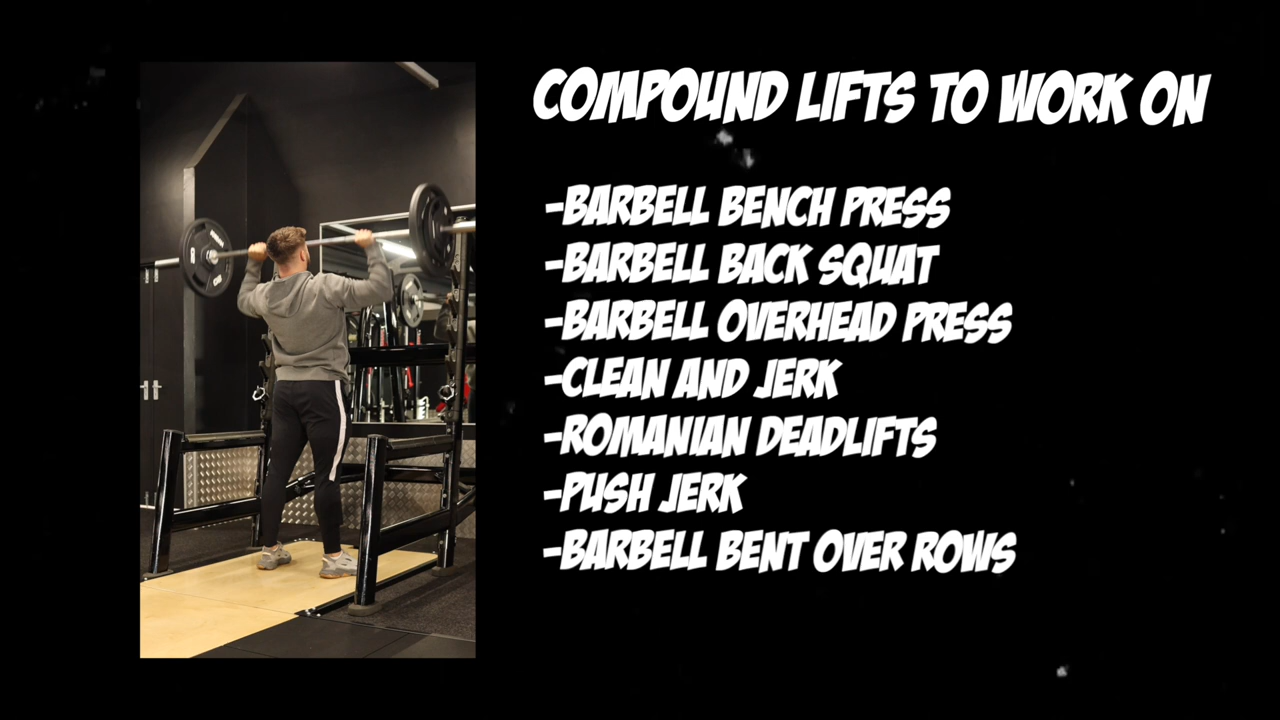 COMPOUND LIFTS TO WORK ON
-BARBELL BENCH PRESS
-BARBELL BACK SQUAT
-BARBELL OVERHEAD PRESS
-CLEAN AND JERK
-ROMANIAN DEADLIFTS
-PUSH JERK
-BARBELL BENT OVER ROWS